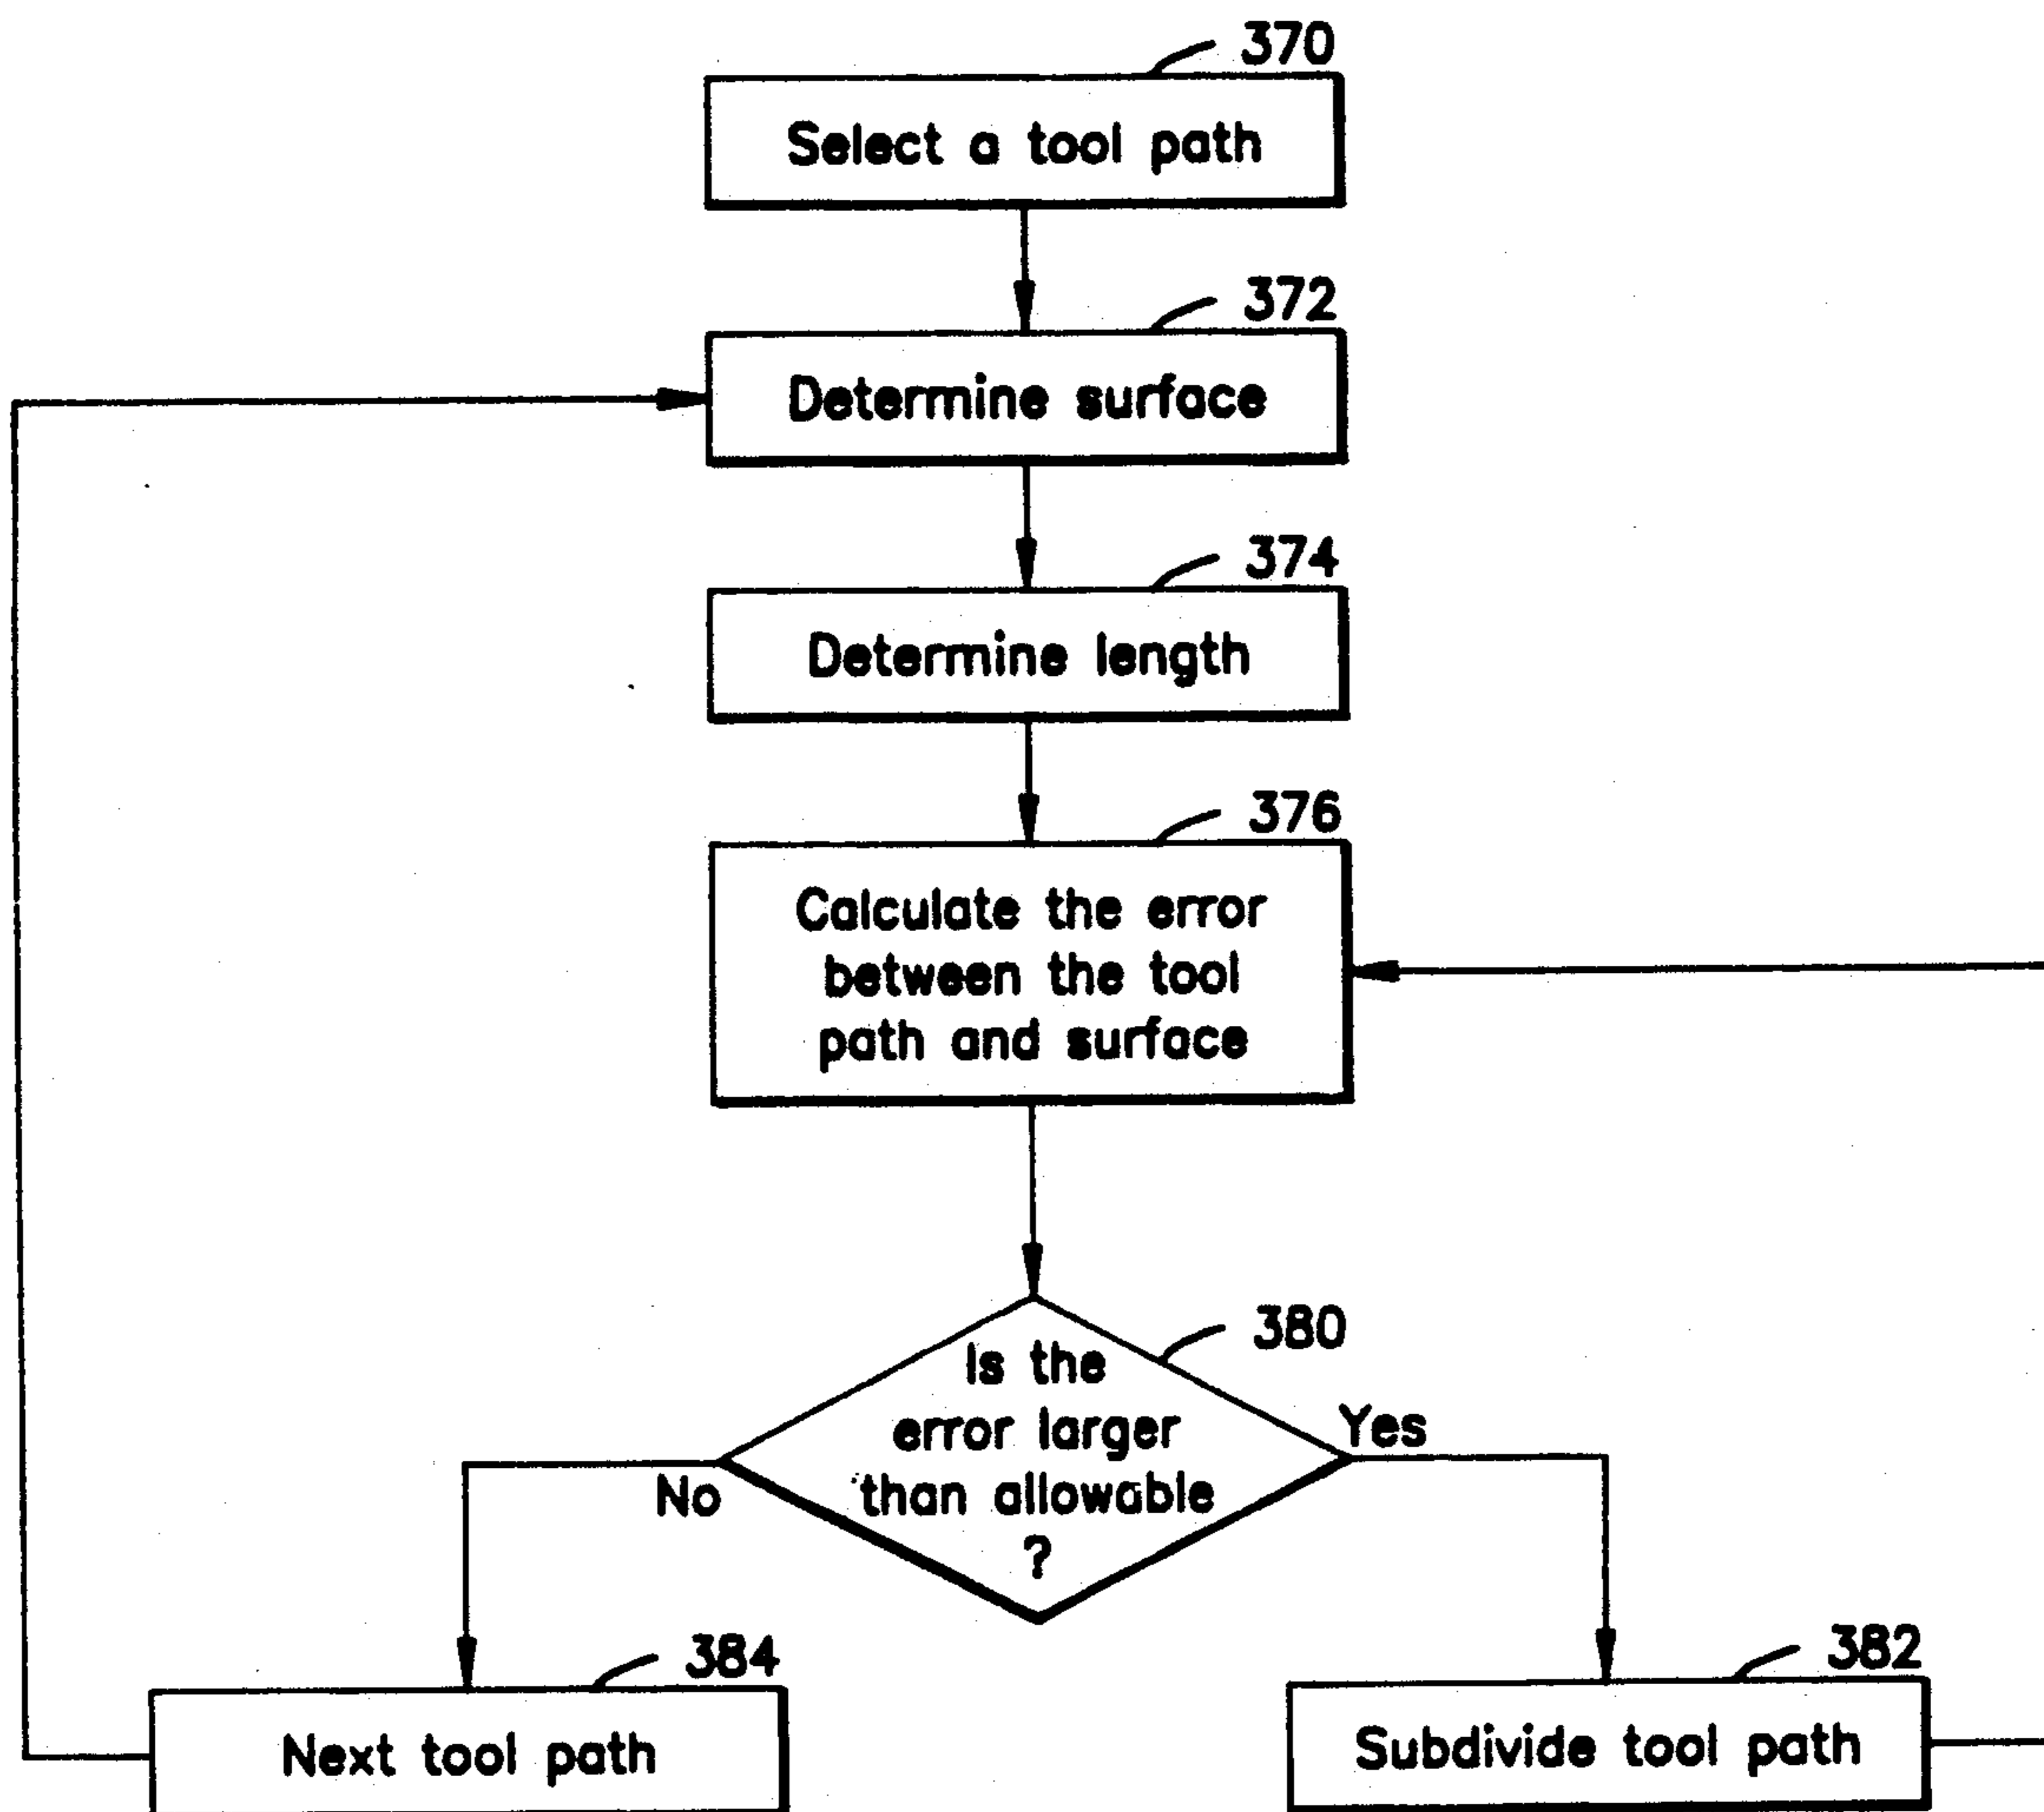 370
Select a tool path
372
Determine surface
374
Determine length
376
Calculate the error
between the tool
path and surface
380
Is the
error larger
than allowable
?
Yes
No
384
Next tool path
382
Subdivide tool path